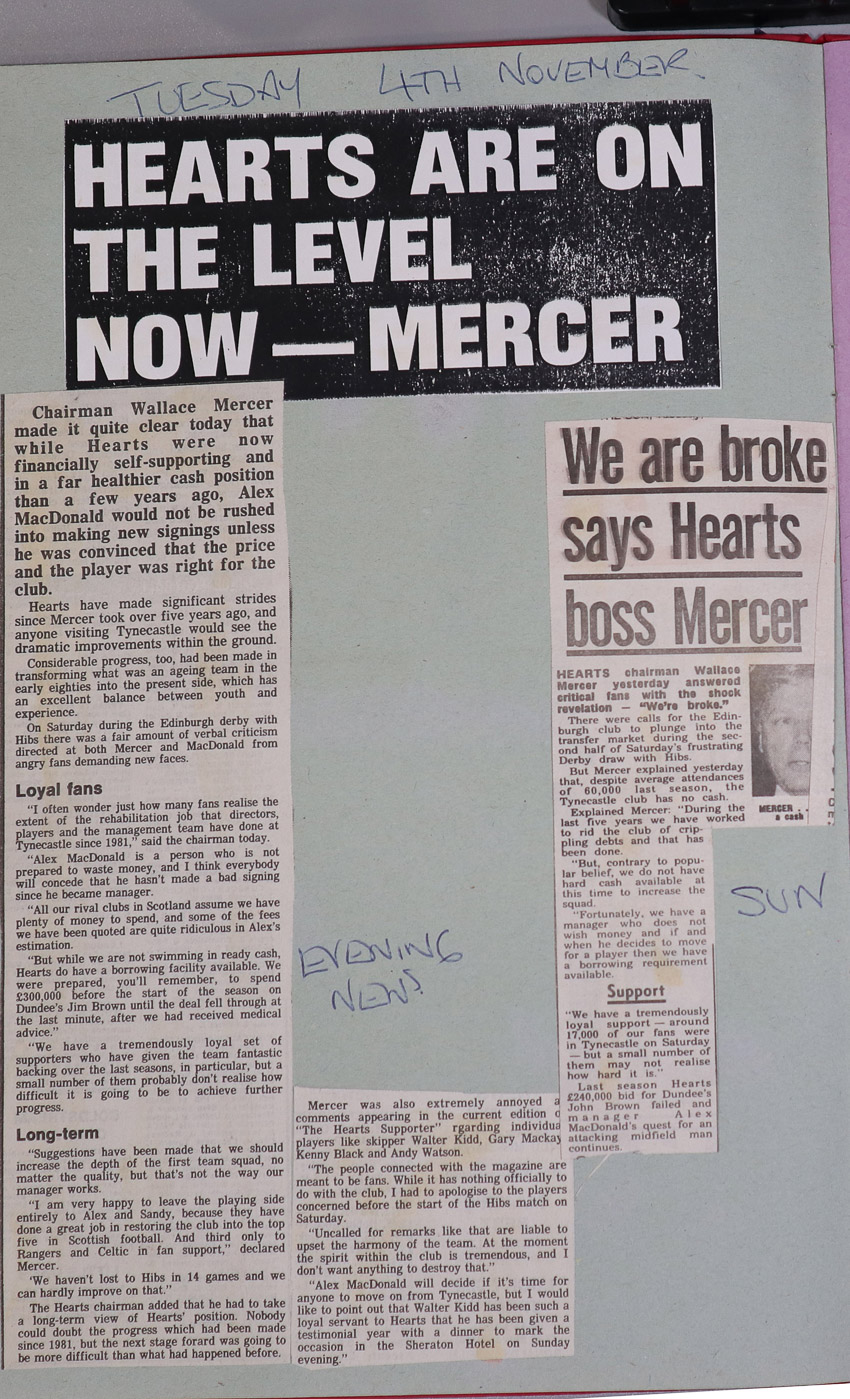 TUESDAY 4TH NOVEMBER.
HEARTS ARE ON
THE LEVEL
NOW — MERCER
Chairman Wallace Mercer
made it quite clear today that
while Hearts were now
financially self-supporting and
in a far healthier cash position
than a few years ago, Alex
MacDonald would not be rushed
into making new signings unless
he was convinced that the price
and the player was right for the
club.
Hearts have made significant strides
since Mercer took over five years ago, and
anyone visiting Tynecastle would see the
dramatic improvements within the ground.
Considerable progress, too, had been made in
transforming what was an ageing team in the
early eighties into the present side, which has
an excellent balance between youth and
experience.
On Saturday during the Edinburgh derby with
Hibs there was a fair amount of verbal criticism
directed at both Mercer and MacDonald from
angry fans demanding new faces.
Loyal fans
"I often wonder just how many fans realise the
extent of the rehabilitation job that directors,
players and the management team have done at
Tynecastle since 1981," said the chairman today.
"Alex MacDonald is a person who is not
prepared to waste money, and I think everybody
will concede that he hasn't made a bad signing
since he became manager.
"All our rival clubs in Scotland assume we have
plenty of money to spend, and some of the fees
we have been quoted are quite ridiculous in Alex's
estimation.
"But while we are not swimming in ready cash,
Hearts do have a borrowing facility available. We
were prepared, you'll remember, to spend
£300,000 before the start of the season on
Dundee's Jim Brown until the deal fell through at
the last minute, after we had received medical
advice."
"We have a tremendously loyal set of
supporters who have given the team fantastic
backing over the last seasons, in particular, but a
small number of them probably don't realise how
difficult it is going to be to achieve further
progress.
Long-term
"Suggestions have been made that we should
increase the depth of the first team squad, no
matter the quality, but that's not the way our
manager works.
"I am very happy to leave the playing side
entirely to Alex and Sandy, because they have
done a great job in restoring the club into the top
five in Scottish football. And third only to
Rangers and Celtic in fan support," declared
Mercer.
'We haven't lost to Hibs in 14 games and we
can hardly improve on that."
The Hearts chairman added that he had to take
a long-term view of Hearts' position. Nobody
could doubt the progress which had been made
since 1981, but the next stage forard was going to
be more difficult than what had happened before.
EVENING
NEWS
Mercer was also extremely annoyed a
comments appearing in the current edition o
"The Hearts Supporter" rgarding individua
players like skipper Walter Kidd, Gary Mackay
Kenny Black and Andy Watson.
"The people connected with the magazine are
meant to be fans. While it has nothing officially to
do with the club, I had to apologise to the players
concerned before the start of the Hibs match on
Saturday.
"Uncalled for remarks like that are liable to
upset the harmony of the team. At the moment
the spirit within the club is tremendous, and I
don't want anything to destroy that."
"Alex MacDonald will decide if it's time for
anyone to move on from Tynecastle, but I would
like to point out that Walter Kidd has been such a
loyal servant to Hearts that he has been given a
testimonial year with a dinner to mark the
occasion in the Sheraton Hotel on Sunday
evening."
We are broke
says Hearts
boss Mercer
HEARTS chairman Wallace
Mercer yesterday answered
critical fans with the shock
revelation — "We're broke."
There were calls for the Edin-
burgh club to plunge into the
transfer market during the sec-
ond half of Saturday's frustrating
Derby draw with Hibs.
But Mercer explained yesterday
that, despite average attendances
of 60,000 last season, the
Tynecastle club has no cash.
Explained Mercer: "During the
last five years we have worked
to rid the club of crip-
pling debts and that has
been done.
"But, contrary to popu-
lar belief, we do not have
hard cash available at
this time to increase the
squad.
"Fortunately, we have a
manager who does not
wish money and if and
when he decides to move
for a player then we have
a borrowing requirement
available.
Support
"We have a tremendously
loyal support — around
17,000 of our fans were
in Tynecastle on Saturday
— but a small number of
them may not realise
how hard it is."
Last season Hearts
£240,000 bid for Dundee's
John Brown failed and
manager Alex
MacDonald's quest for an
attacking midfield man
continues.
MERCER . .
a cash
SUN